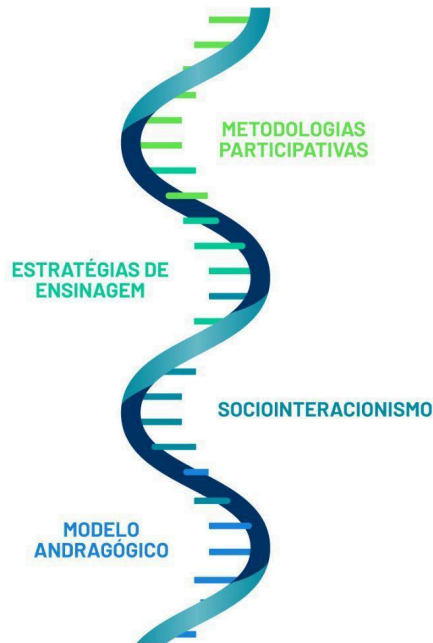 METODOLOGIAS
PARTICIPATIVAS
ESTRATÉGIAS DE
ENSINAGEM
SOCIOINTERACIONISMO
MODELO
ANDRAGÓGICO